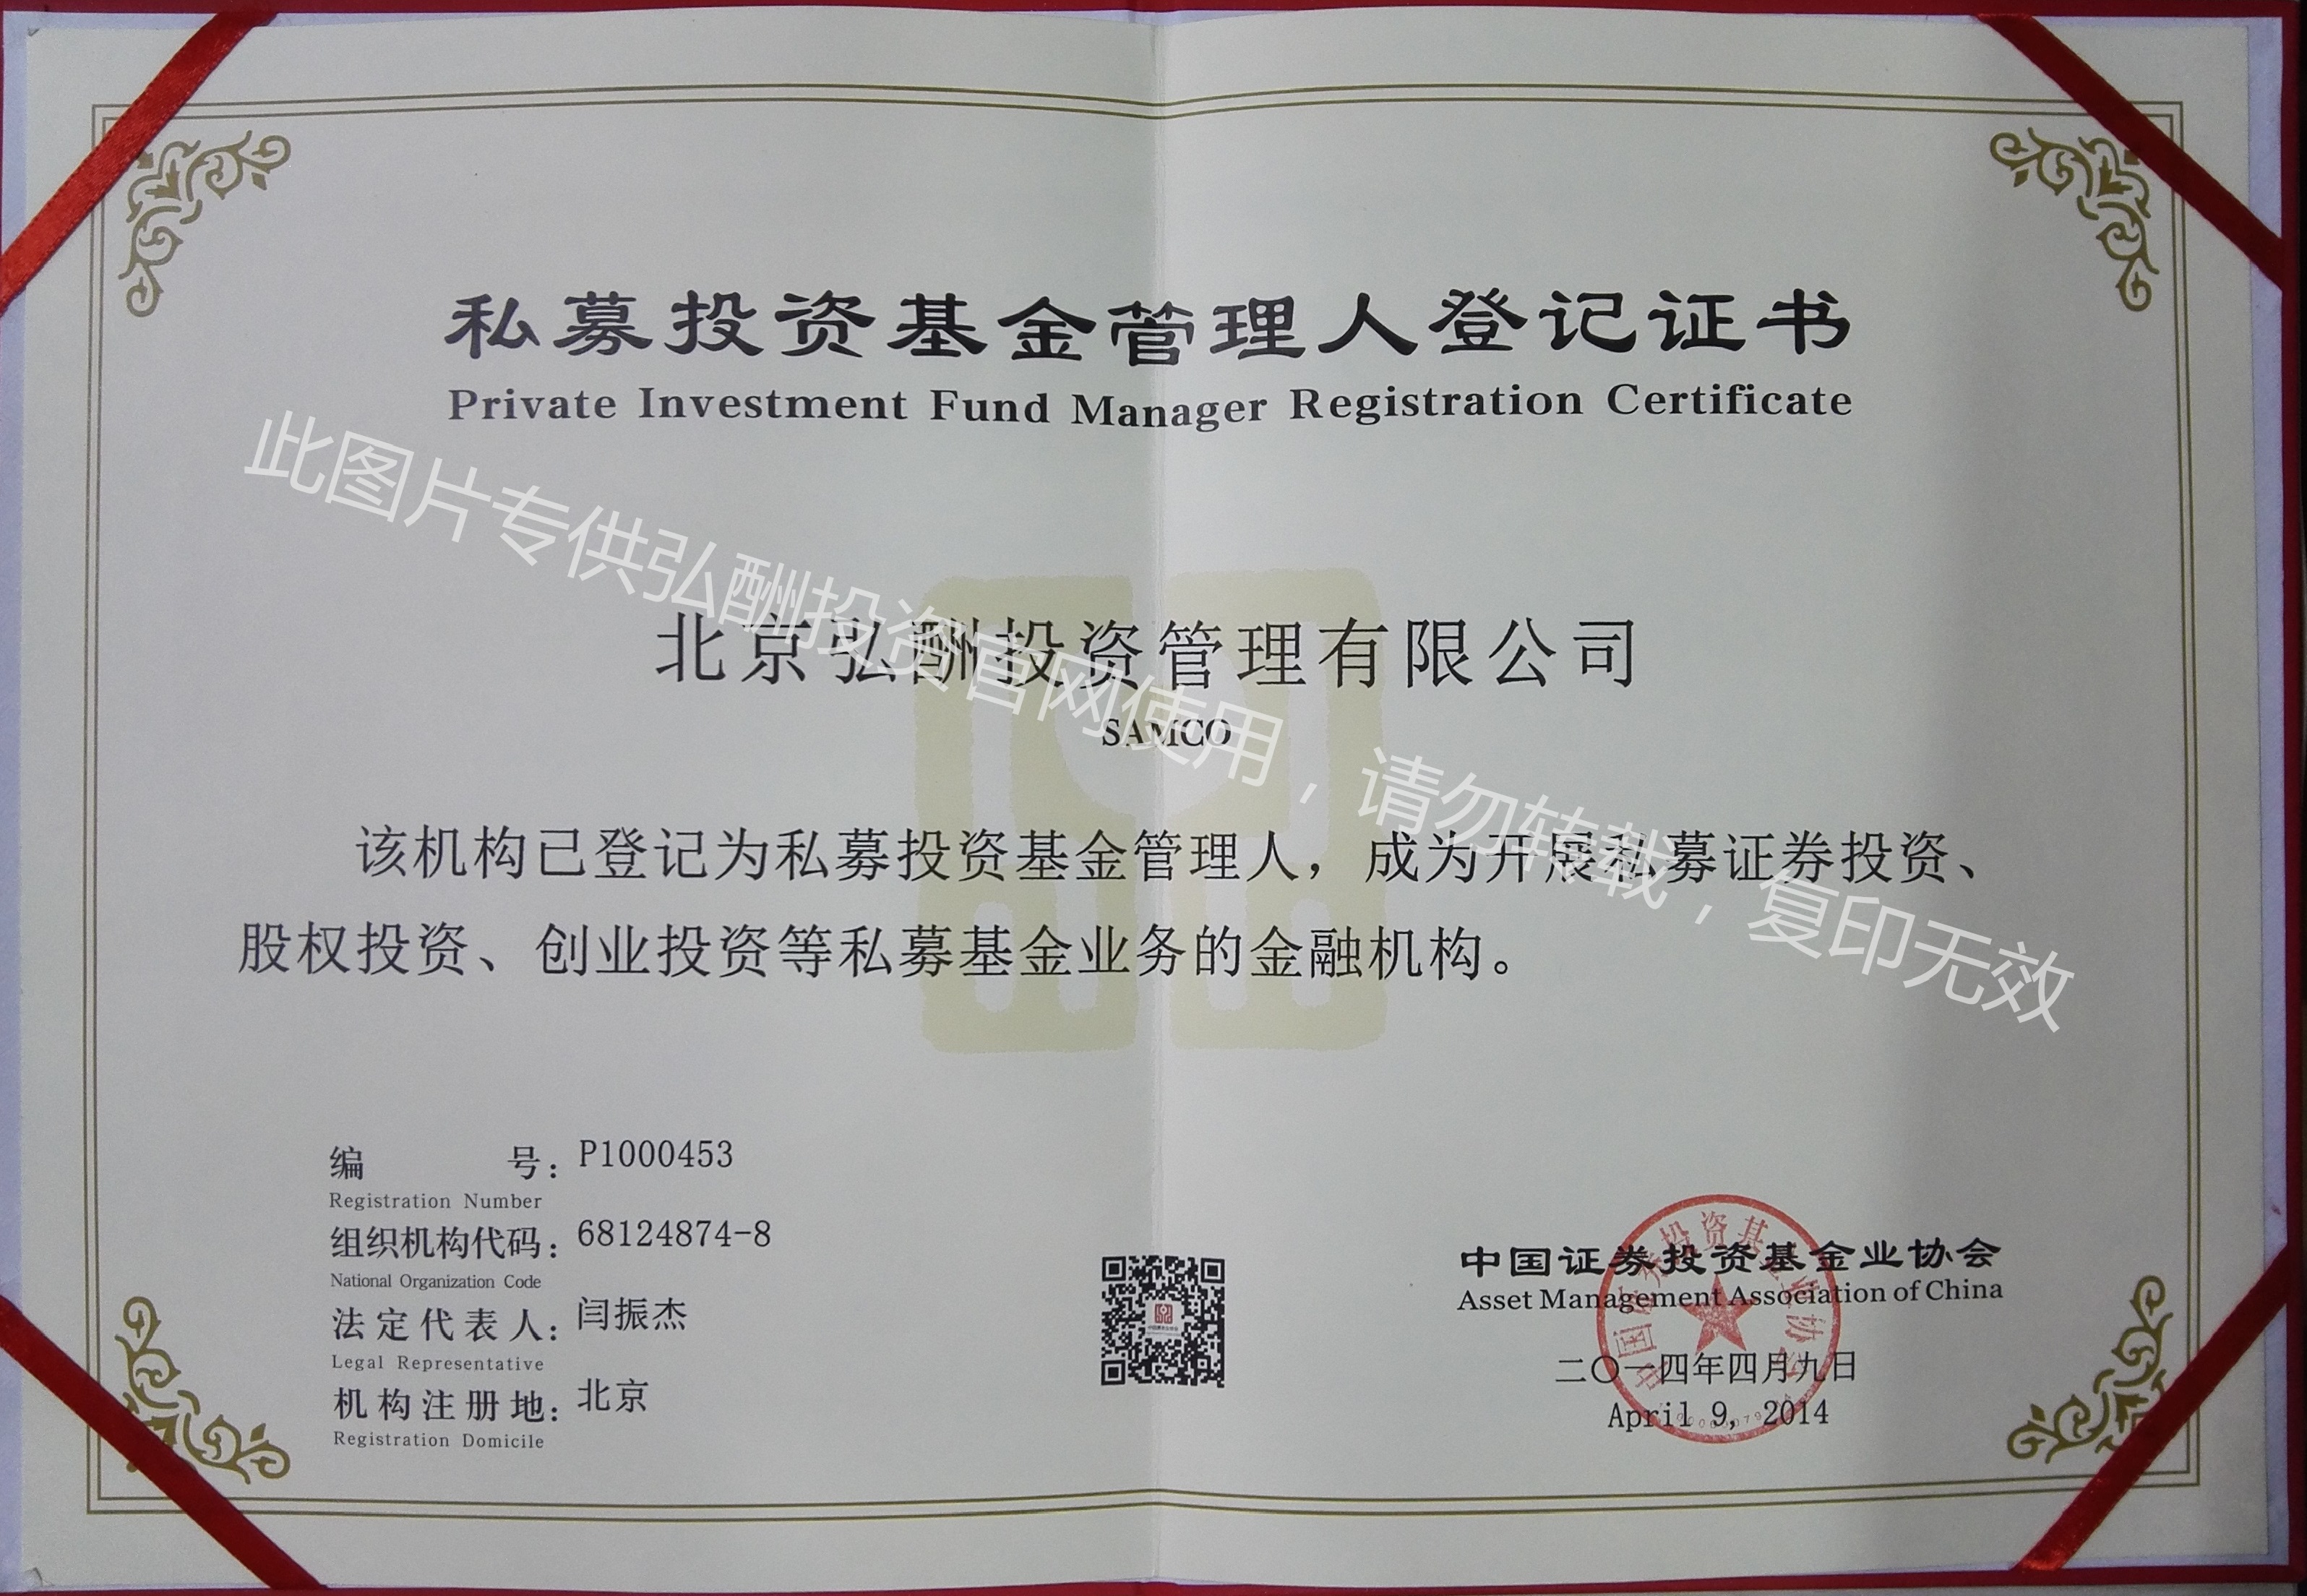 私募投资基金管理人登记证书
Private Investment Fund Manager Registration Certificate
此图片专供弘酬投资官网使用，请勿转载，复印无效
北京弘酬投资管理有限公司
SAMCO
该机构已登记为私募投资基金管理人，成为开展私募证券投资、
股权投资、创业投资等私募基金业务的金融机构。
编 号：P1000453
Registration Number
组织机构代码：68124874-8
National Organization Code
法定代表人：闫振杰
Legal Representative
机构注册地：北京
Registration Domicile
中国证券投资基金业协会
Asset Management Association of China
二〇一四年四月九日
April 9, 2014